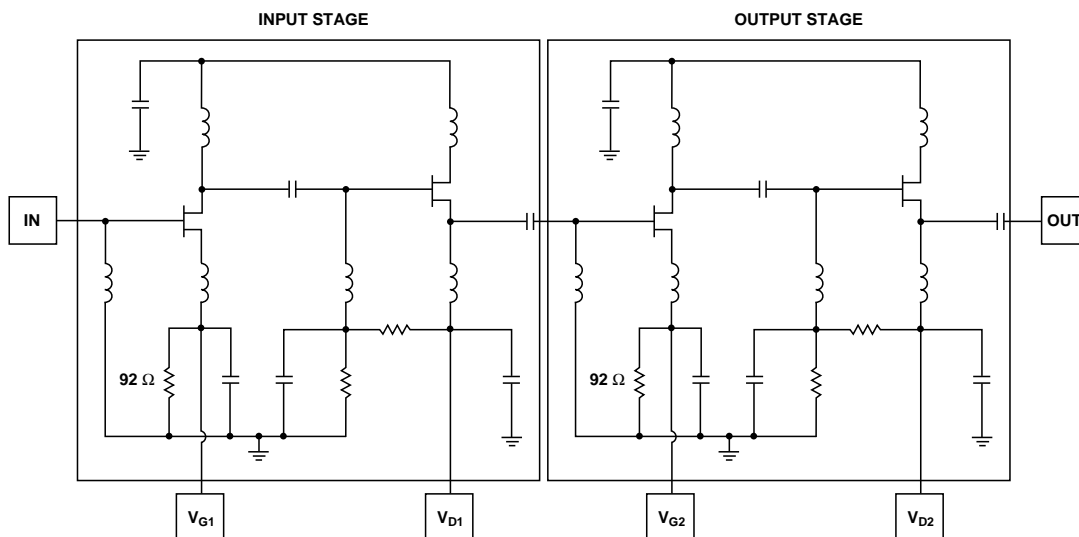 INPUT STAGE
OUTPUT STAGE
IN
OUT
92 Ω
92 Ω
VG1
VD1
VG2
VD2